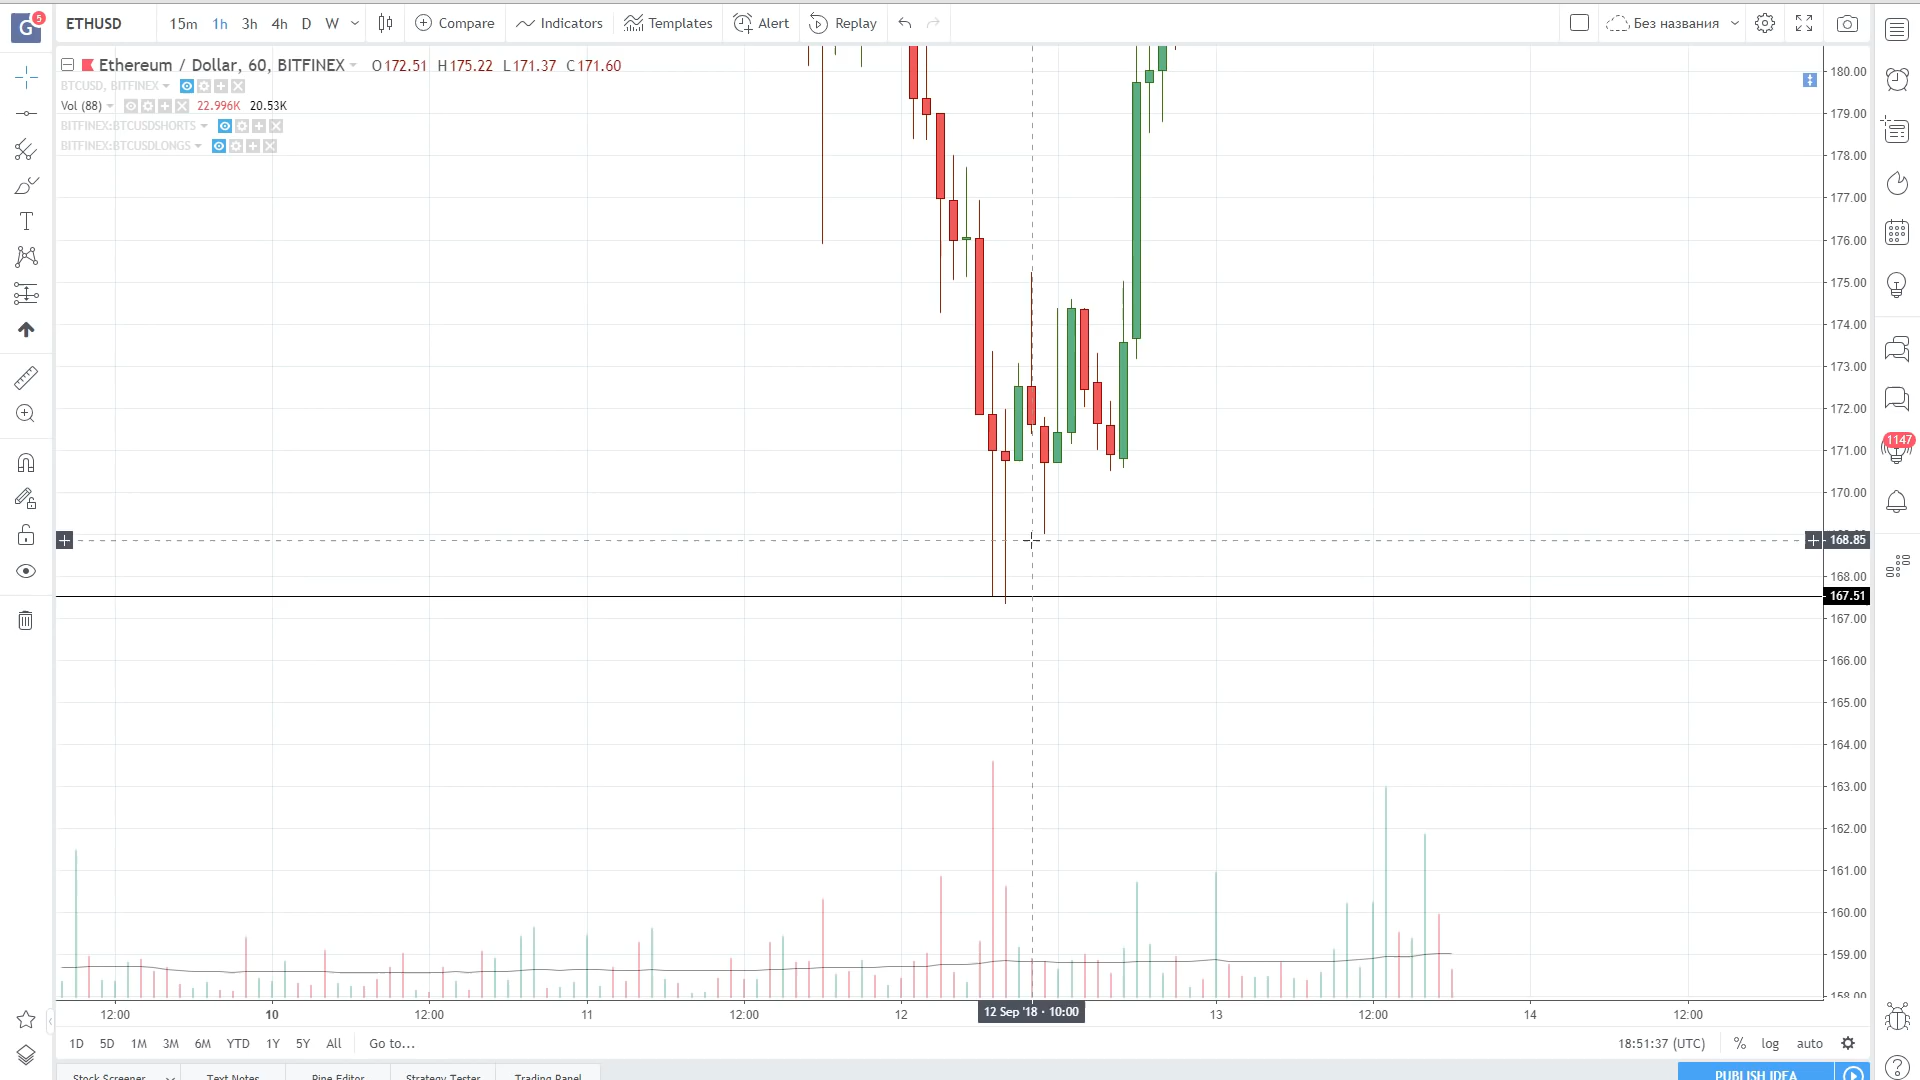 G 5 ETHUSD 15m 1h 3h 4h D W Compare Indicators Templates Alert Replay Без названия
Ethereum / Dollar, 60, BITFINEX O172.51 H175.22 L171.37 C171.60
BTCUSD, BITFINEX
Vol (88) 22.996K 20.53K
BITFINEX:BTCUSDSHORTS
BITFINEX:BTCUSDLONGS
180.00
179.00
178.00
177.00
176.00
175.00
174.00
173.00
172.00
171.00
170.00
168.85
168.00
167.51
167.00
166.00
165.00
164.00
163.00
162.00
161.00
160.00
159.00
158.00
1147
12:00 10 12:00 11 12:00 12 12 Sep '18 · 10:00 13 12:00 14 12:00
1D 5D 1M 3M 6M YTD 1Y 5Y All Go to... 18:51:37 (UTC) % log auto
Stock Screener Text Notes Pine Editor Strategy Tester Trading Panel PUBLISH IDEA